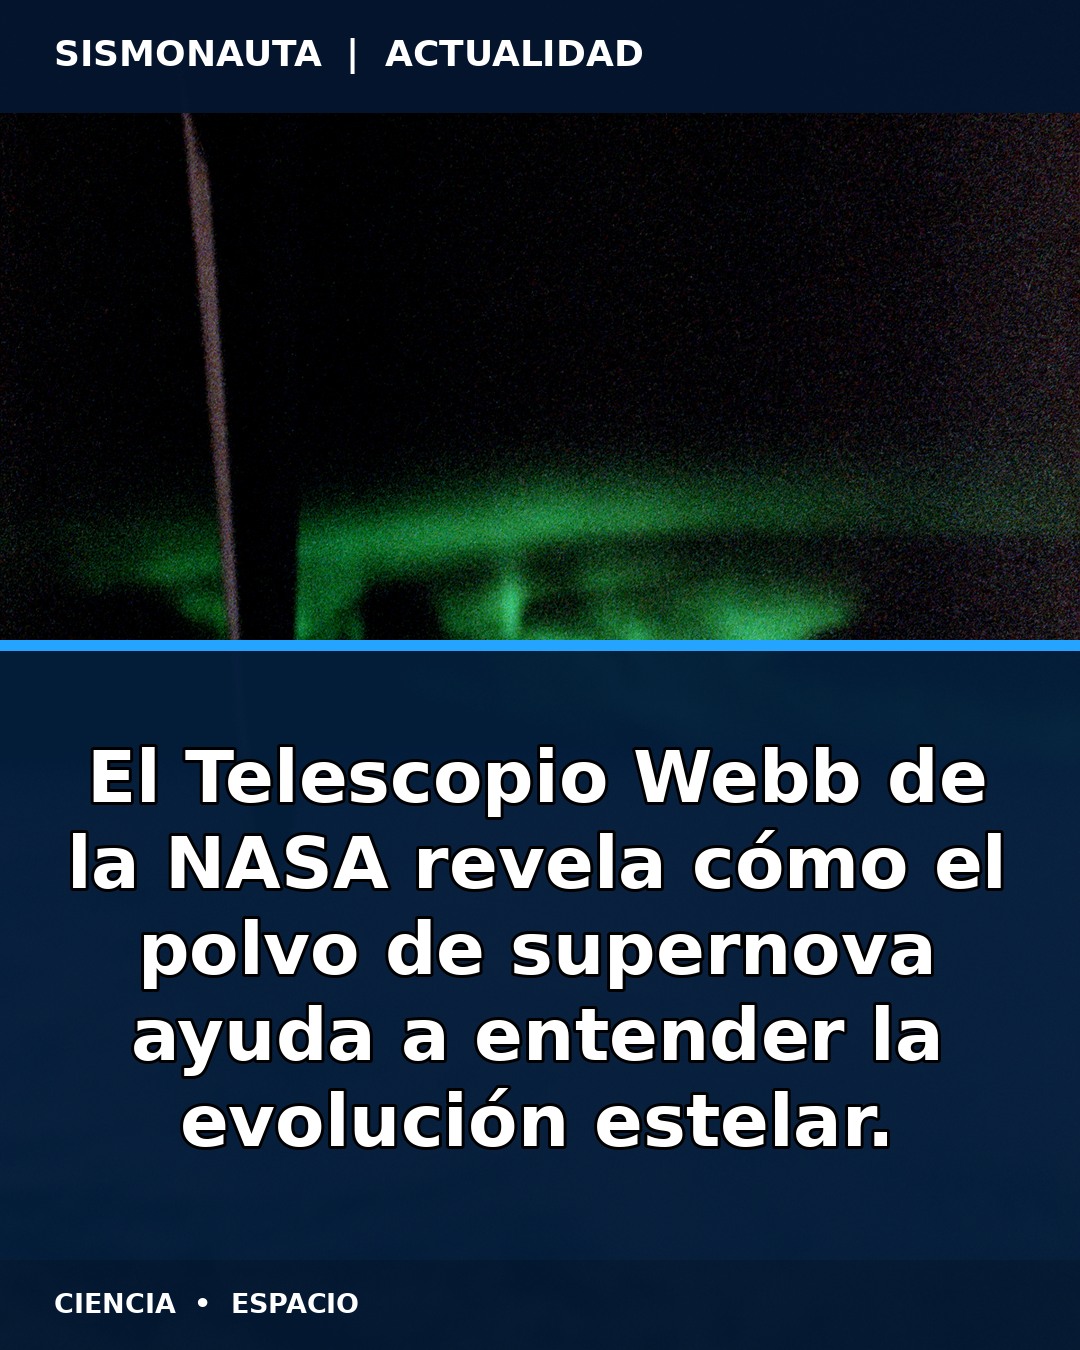 SISMONAUTA | ACTUALIDAD
El Telescopio Webb de
la NASA revela cómo el
polvo de supernova
ayuda a entender la
evolución estelar.
CIENCIA • ESPACIO